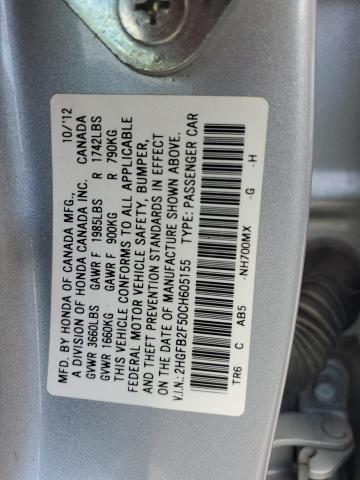 MFD. BY HONDA OF CANADA MFG., 10/'12
A DIVISION OF HONDA CANADA INC. CANADA
GVWR 3660LBS GAWR F 1985LBS R 1742LBS
GVWR 1660KG GAWR F 900KG R 790KG
THIS VEHICLE CONFORMS TO ALL APPLICABLE
FEDERAL MOTOR VEHICLE SAFETY, BUMPER,
AND THEFT PREVENTION STANDARDS IN EFFECT
ON THE DATE OF MANUFACTURE SHOWN ABOVE.
V.I.N.: 2HGFB2F50CH605155 TYPE: PASSENGER CAR
TR6 C AB5 -NH700MX -G -H